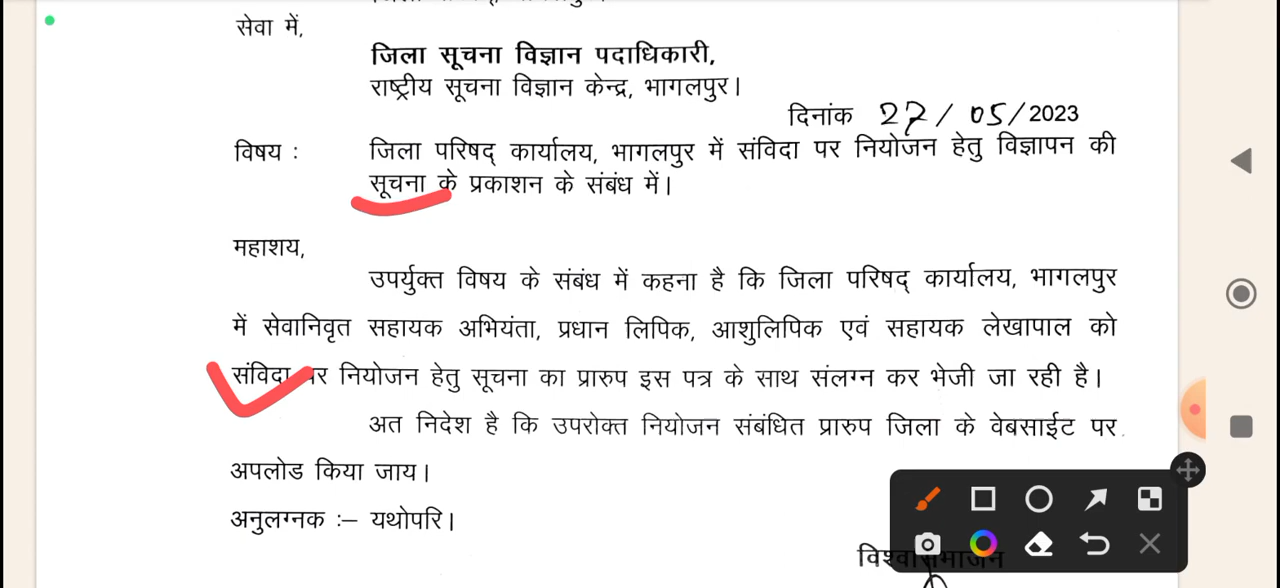 सेवा में,
जिला सूचना विज्ञान पदाधिकारी,
राष्ट्रीय सूचना विज्ञान केन्द्र, भागलपुर।
दिनांक 27/05/2023
विषय : जिला परिषद् कार्यालय, भागलपुर में संविदा पर नियोजन हेतु विज्ञापन की
सूचना के प्रकाशन के संबंध में।
महाशय,
उपर्युक्त विषय के संबंध में कहना है कि जिला परिषद् कार्यालय, भागलपुर
में सेवानिवृत सहायक अभियंता, प्रधान लिपिक, आशुलिपिक एवं सहायक लेखापाल को
संविदा पर नियोजन हेतु सूचना का प्रारुप इस पत्र के साथ संलग्न कर भेजी जा रही है।
अत निदेश है कि उपरोक्त नियोजन संबंधित प्रारुप जिला के वेबसाईट पर
अपलोड किया जाय।
अनुलग्नक :– यथोपरि।